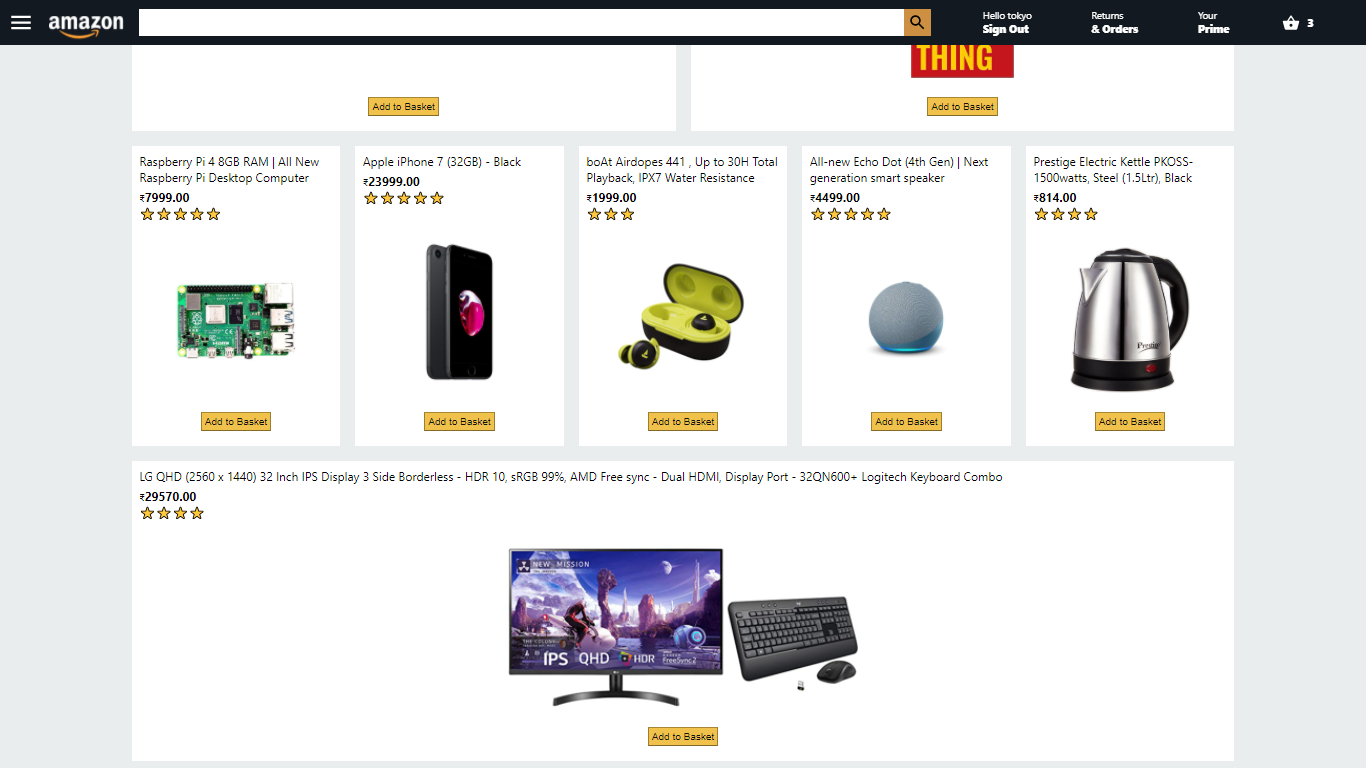 amazon
Hello tokyo
Sign Out
Returns
& Orders
Your
Prime
3
THING
Add to Basket
Add to Basket
Raspberry Pi 4 8GB RAM | All New
Raspberry Pi Desktop Computer
₹7999.00
Apple iPhone 7 (32GB) - Black
₹23999.00
boAt Airdopes 441 , Up to 30H Total
Playback, IPX7 Water Resistance
₹1999.00
All-new Echo Dot (4th Gen) | Next
generation smart speaker
₹4499.00
Prestige Electric Kettle PKOSS-
1500watts, Steel (1.5Ltr), Black
₹814.00
Prestige
Add to Basket
Add to Basket
Add to Basket
Add to Basket
Add to Basket
LG QHD (2560 x 1440) 32 Inch IPS Display 3 Side Borderless - HDR 10, sRGB 99%, AMD Free sync - Dual HDMI, Display Port - 32QN600+ Logitech Keyboard Combo
₹29570.00
NEW MISSION
IPS QHD HDR FreeSync2
Add to Basket